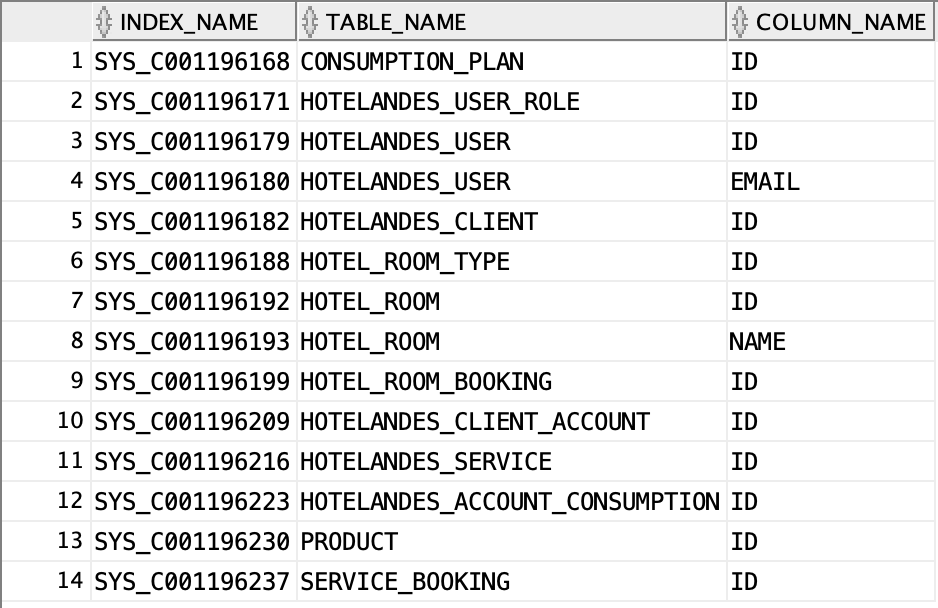 INDEX_NAME TABLE_NAME COLUMN_NAME
1 SYS_C001196168 CONSUMPTION_PLAN ID
2 SYS_C001196171 HOTELANDES_USER_ROLE ID
3 SYS_C001196179 HOTELANDES_USER ID
4 SYS_C001196180 HOTELANDES_USER EMAIL
5 SYS_C001196182 HOTELANDES_CLIENT ID
6 SYS_C001196188 HOTEL_ROOM_TYPE ID
7 SYS_C001196192 HOTEL_ROOM ID
8 SYS_C001196193 HOTEL_ROOM NAME
9 SYS_C001196199 HOTEL_ROOM_BOOKING ID
10 SYS_C001196209 HOTELANDES_CLIENT_ACCOUNT ID
11 SYS_C001196216 HOTELANDES_SERVICE ID
12 SYS_C001196223 HOTELANDES_ACCOUNT_CONSUMPTION ID
13 SYS_C001196230 PRODUCT ID
14 SYS_C001196237 SERVICE_BOOKING ID